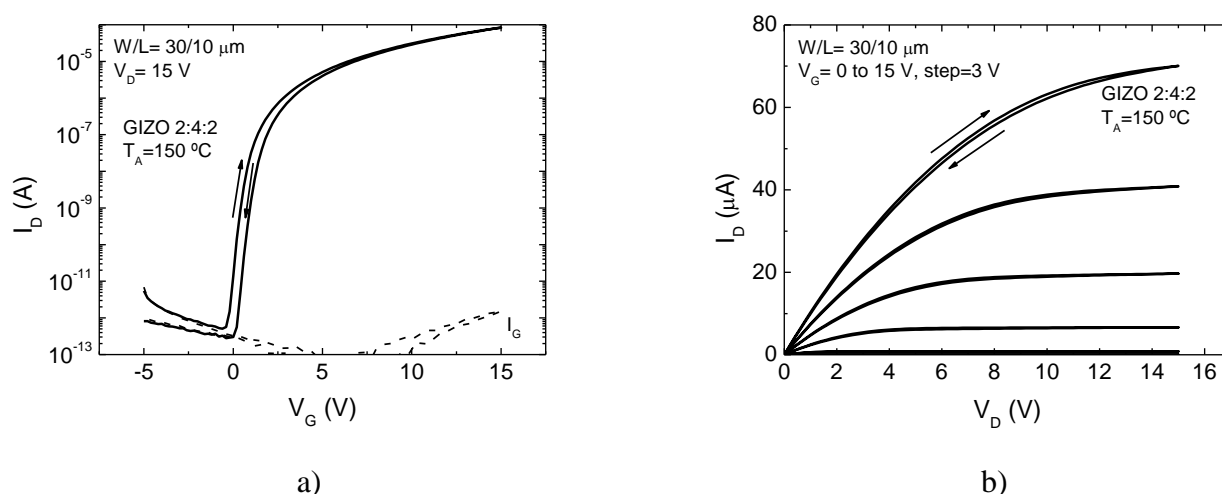 W/L= 30/10 μm
V_D= 15 V
GIZO 2:4:2
T_A=150 ºC
I_G
10^-5
10^-7
10^-9
10^-11
10^-13
I_D (A)
-5 0 5 10 15
V_G (V)
a)
W/L= 30/10 μm
V_G= 0 to 15 V, step=3 V
GIZO 2:4:2
T_A=150 ºC
80
60
40
20
0
I_D (μA)
0 2 4 6 8 10 12 14 16
V_D (V)
b)